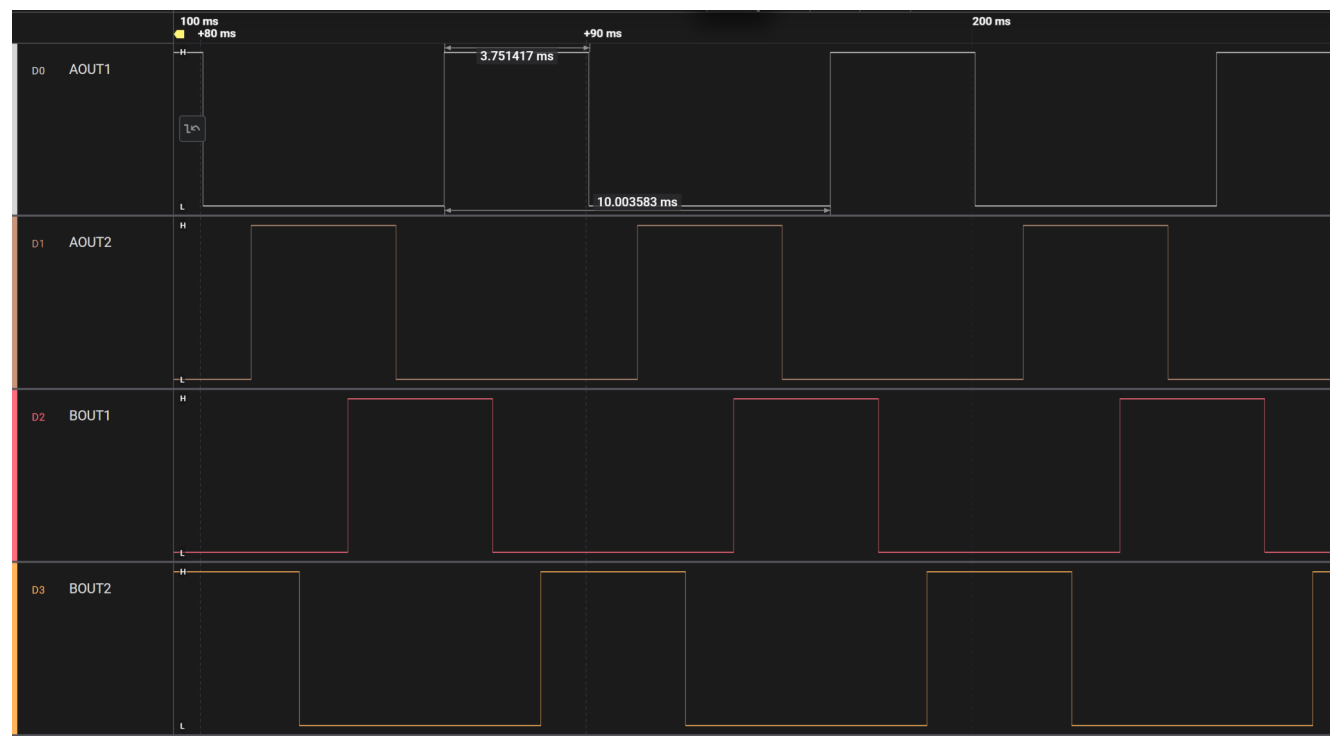 100 ms 200 ms
+80 ms +90 ms
H
D0 AOUT1 3.751417 ms
10.003583 ms
L
H
D1 AOUT2
L
H
D2 BOUT1
L
H
D3 BOUT2
L